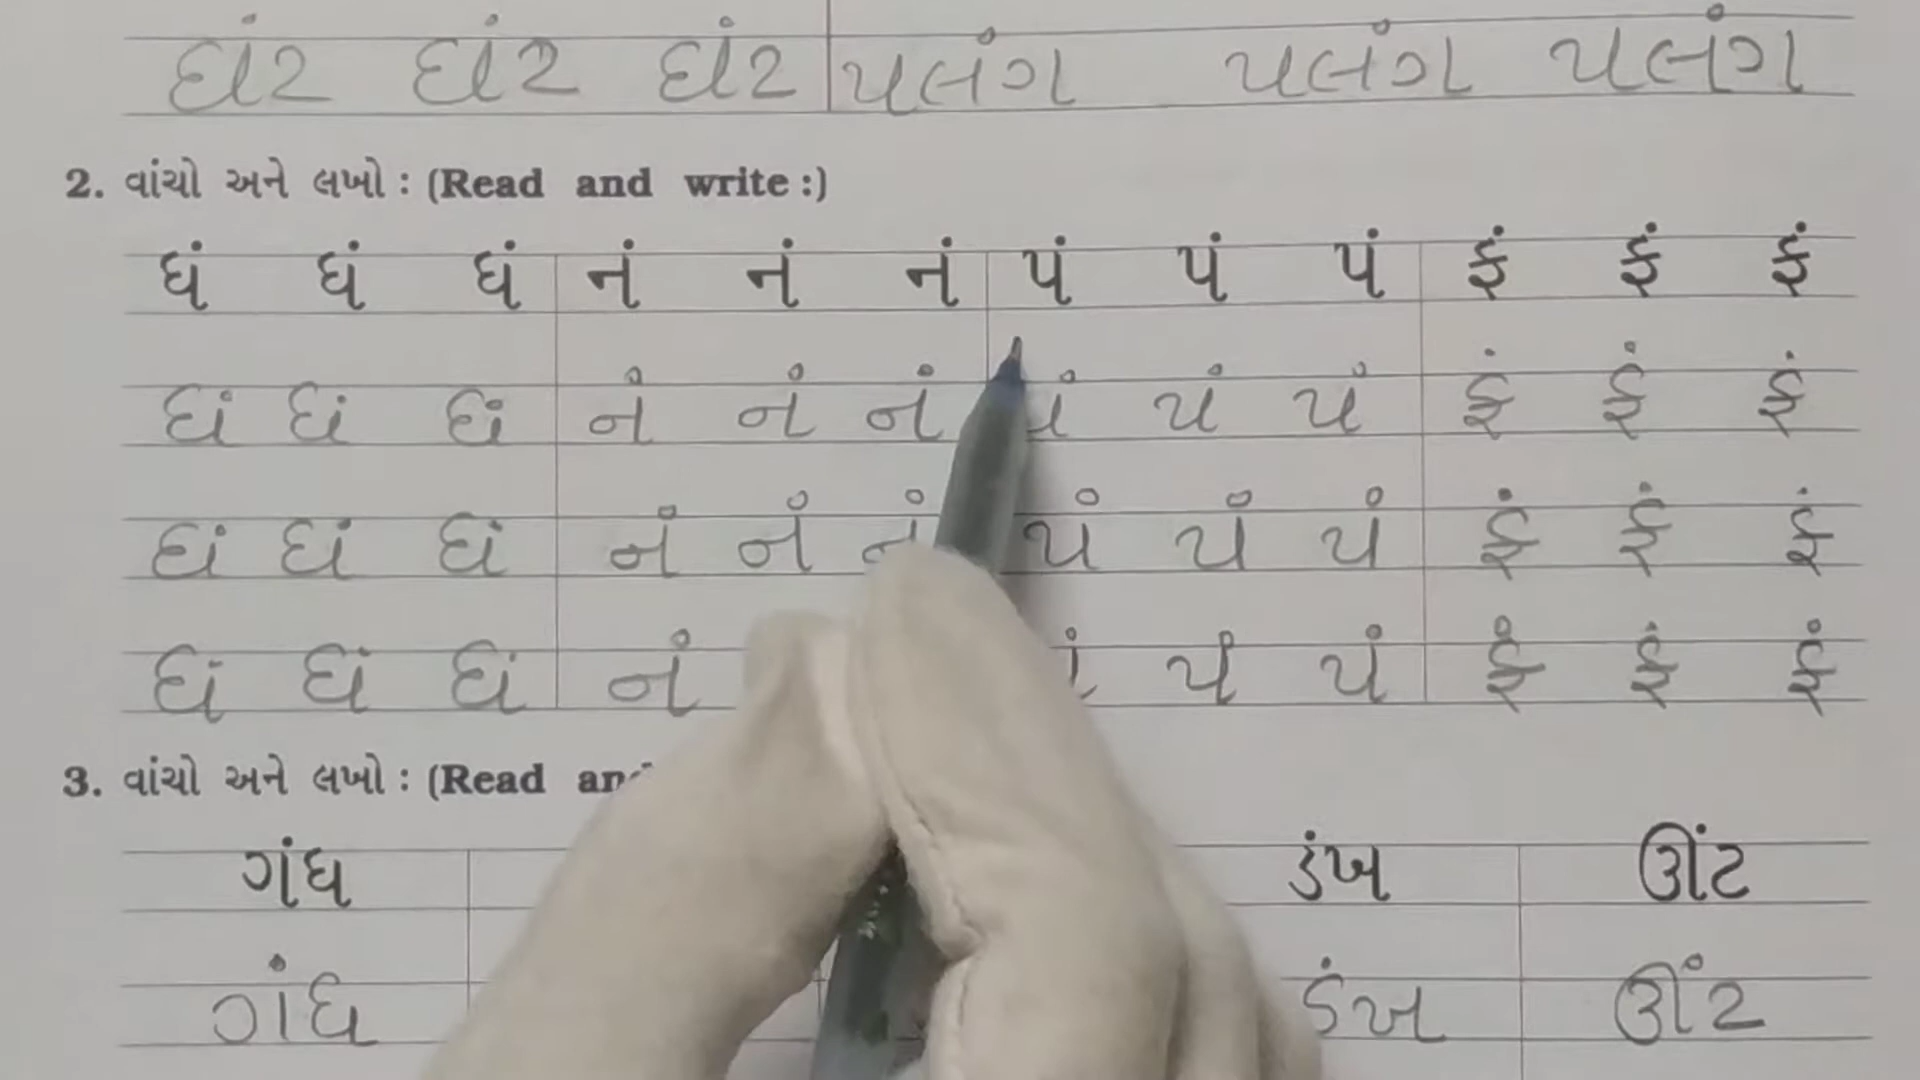 ઘંટ ઘંટ ઘંટ પલંગ પલંગ પલંગ
2. વાંચો અને લખો : (Read and write :)
ધં ધં ધં નં નં નં પં પં પં ફં ફં ફં
ધં ધં ધં નં નં નં પં પં પં ફં ફં ફં
ધં ધં ધં નં નં નં પં પં પં ફં ફં ફં
ધં ધં ધં નં પં પં ફં ફં ફં
3. વાંચો અને લખો : (Read
ગંધ ડંખ ઊંટ
ગંધ ડંખ ઊંટ